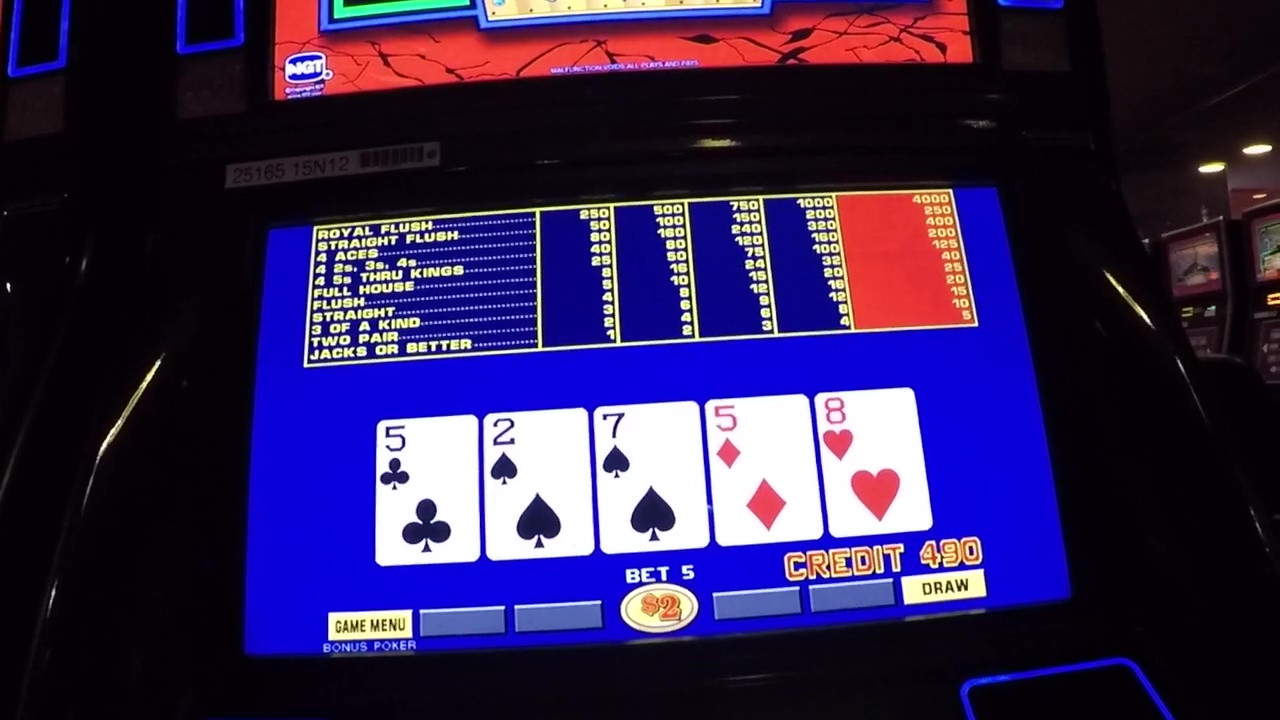 NGT
MALFUNCTION VOIDS ALL PLAYS AND PAYS
25165 15N12
ROYAL FLUSH 250 500 750 1000 4000
STRAIGHT FLUSH 50 100 150 200 250
4 ACES 80 160 240 320 400
4 2s, 3s, 4s 40 80 120 160 200
4 5s THRU KINGS 25 50 75 100 125
FULL HOUSE 8 16 24 32 40
FLUSH 5 10 15 20 25
STRAIGHT 4 8 12 16 20
3 OF A KIND 3 6 9 12 15
TWO PAIR 2 4 6 8 10
JACKS OR BETTER 1 2 3 4 5
5 2 7 5 8
CREDIT 490
BET 5
$2
GAME MENU
DRAW
BONUS POKER